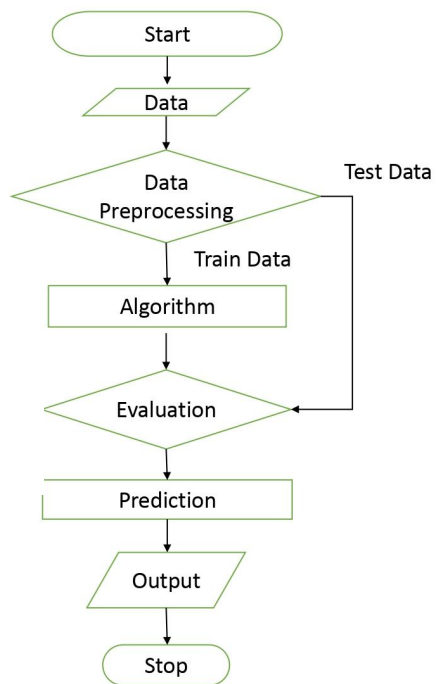 Start
Data
Data
Preprocessing
Test Data
Train Data
Algorithm
Evaluation
Prediction
Output
Stop